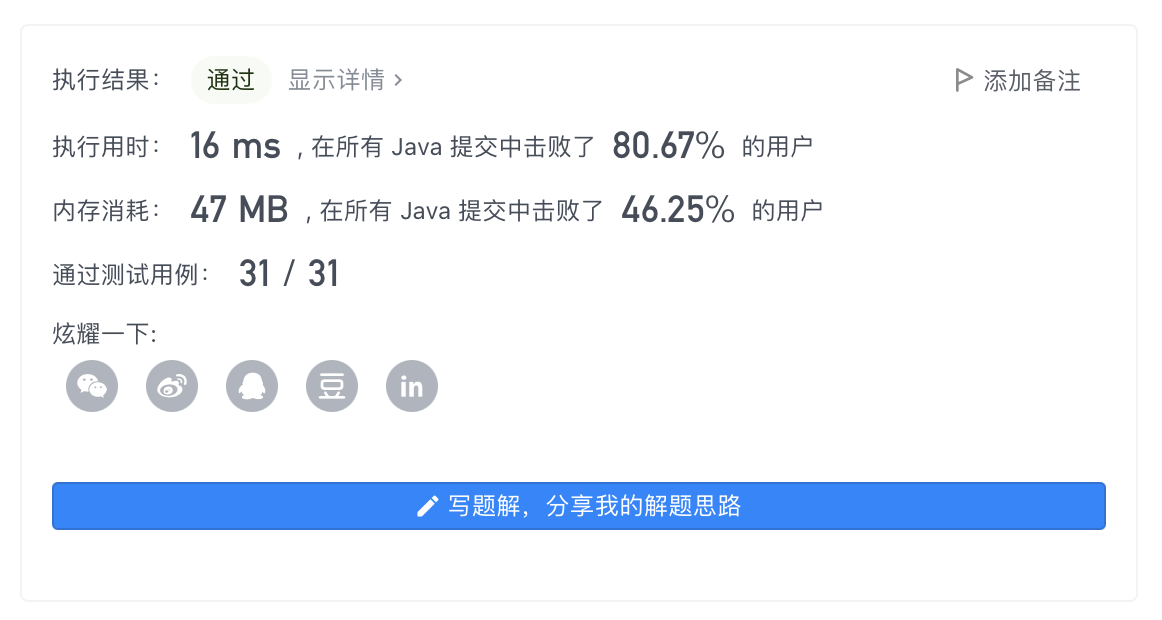 执行结果： 通过 显示详情 › 添加备注
执行用时： 16 ms , 在所有 Java 提交中击败了 80.67% 的用户
内存消耗： 47 MB , 在所有 Java 提交中击败了 46.25% 的用户
通过测试用例： 31 / 31
炫耀一下:
豆 in
写题解，分享我的解题思路